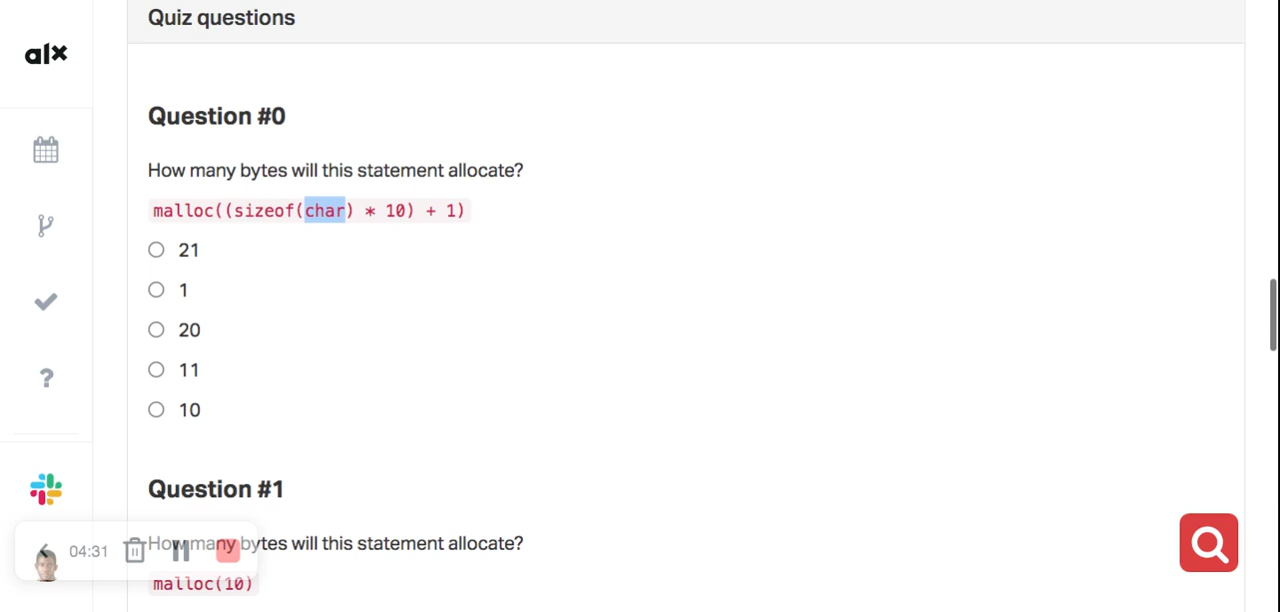 Quiz questions
alx
Question #0
How many bytes will this statement allocate?
malloc((sizeof(char) * 10) + 1)
21
1
20
11
10
Question #1
How many bytes will this statement allocate?
04:31
malloc(10)